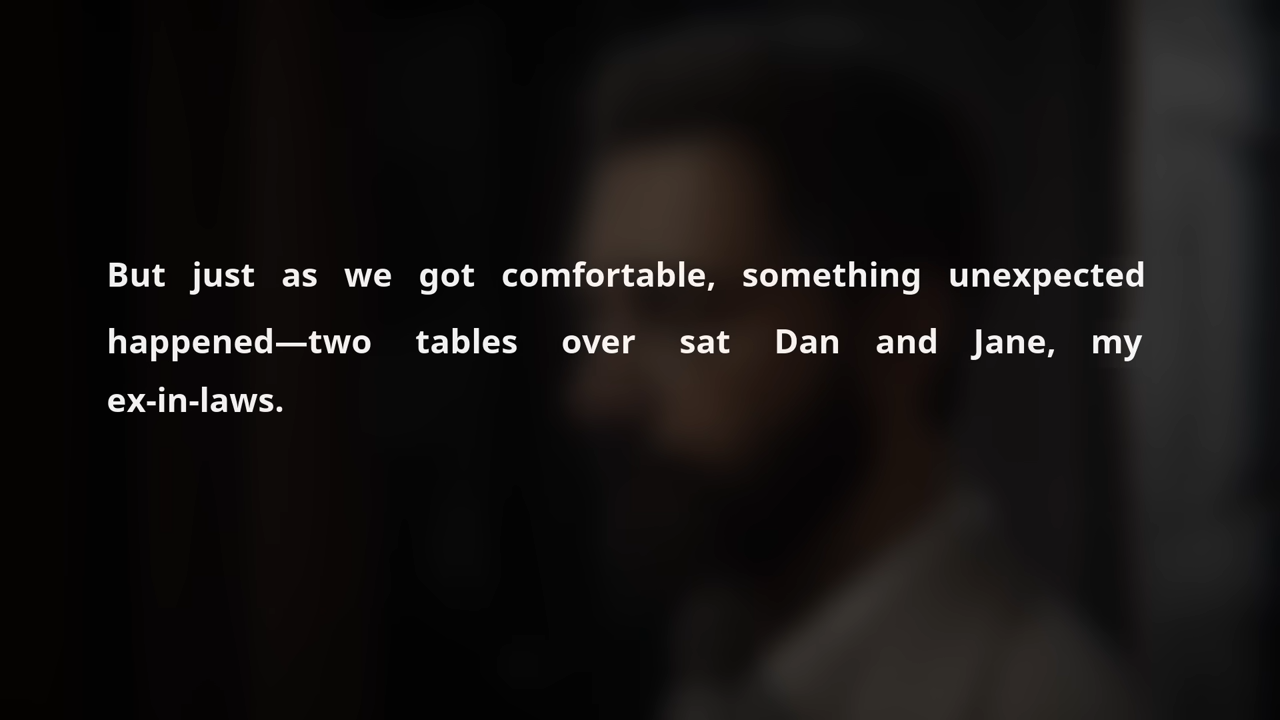 But just as we got comfortable, something unexpected
happened—two tables over sat Dan and Jane, my
ex-in-laws.